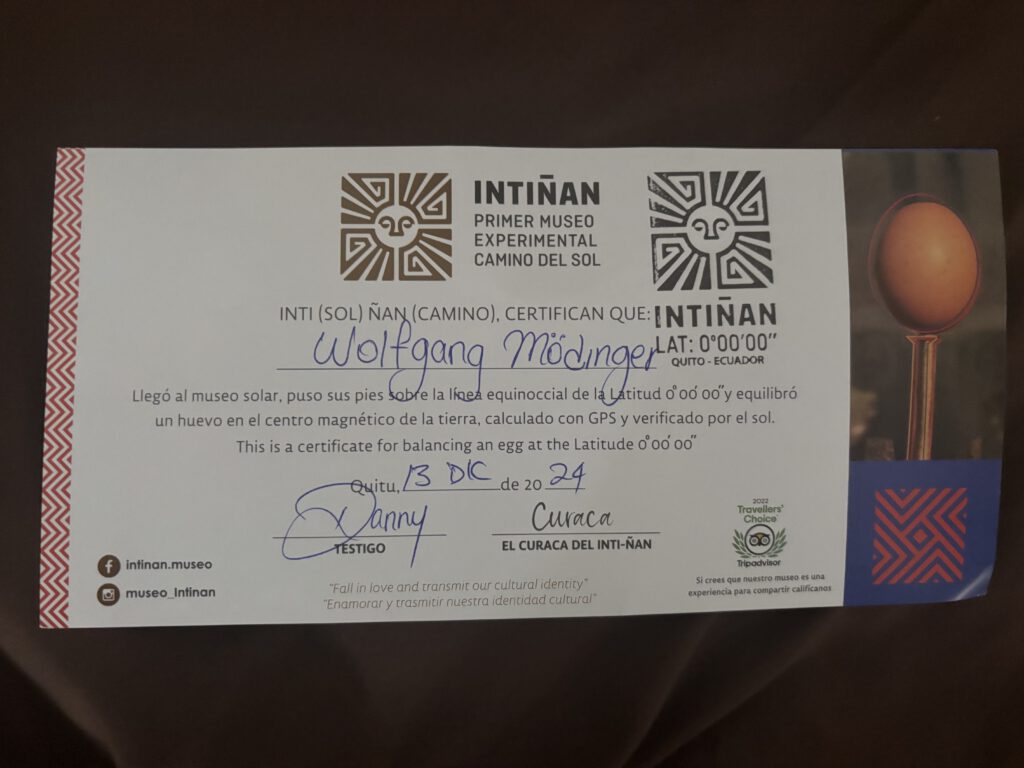 INTIÑAN
PRIMER MUSEO
EXPERIMENTAL
CAMINO DEL SOL
INTI (SOL) ÑAN (CAMINO), CERTIFICAN QUE:
INTIÑAN
LAT: 0°00'00"
QUITO - ECUADOR
Wolfgang Mödinger
Llegó al museo solar, puso sus pies sobre la línea equinoccial de la Latitud 0°00'00" y equilibró
un huevo en el centro magnético de la tierra, calculado con GPS y verificado por el sol.
This is a certificate for balancing an egg at the Latitude 0°00'00"
Quitu, 13 DIC de 20 24
Danny
TESTIGO
Curaca
EL CURACA DEL INTI-ÑAN
2022
Travellers'
Choice
Tripadvisor
intinan.museo
museo_Intinan
"Fall in love and transmit our cultural identity"
"Enamorar y trasmitir nuestra identidad cultural"
Si crees que nuestro museo es una
experiencia para compartir califícanos